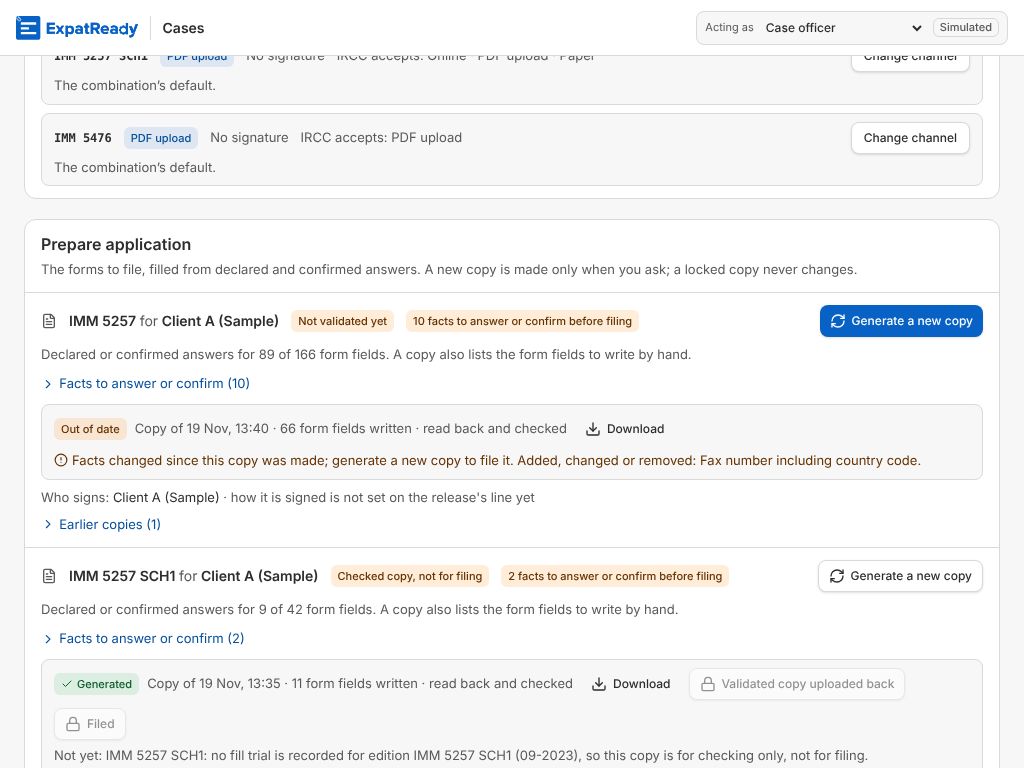 ExpatReady
Cases
Acting as Case officer Simulated
IMM 5257 SCH1 PDF upload No signature IRCC accepts: Online · PDF upload · Paper Change channel
The combination's default.
IMM 5476 PDF upload No signature IRCC accepts: PDF upload Change channel
The combination's default.
Prepare application
The forms to file, filled from declared and confirmed answers. A new copy is made only when you ask; a locked copy never changes.
IMM 5257 for Client A (Sample) Not validated yet 10 facts to answer or confirm before filing Generate a new copy
Declared or confirmed answers for 89 of 166 form fields. A copy also lists the form fields to write by hand.
Facts to answer or confirm (10)
Out of date Copy of 19 Nov, 13:40 · 66 form fields written · read back and checked Download
Facts changed since this copy was made; generate a new copy to file it. Added, changed or removed: Fax number including country code.
Who signs: Client A (Sample) · how it is signed is not set on the release's line yet
Earlier copies (1)
IMM 5257 SCH1 for Client A (Sample) Checked copy, not for filing 2 facts to answer or confirm before filing Generate a new copy
Declared or confirmed answers for 9 of 42 form fields. A copy also lists the form fields to write by hand.
Facts to answer or confirm (2)
Generated Copy of 19 Nov, 13:35 · 11 form fields written · read back and checked Download Validated copy uploaded back
Filed
Not yet: IMM 5257 SCH1: no fill trial is recorded for edition IMM 5257 SCH1 (09-2023), so this copy is for checking only, not for filing.